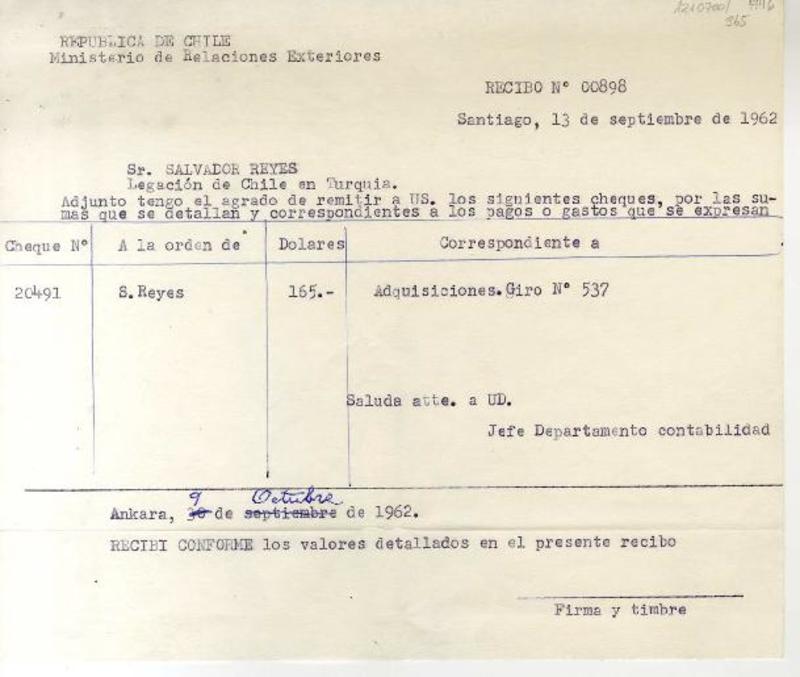 965
REPUBLICA DE CHILE
Ministerio de Relaciones Exteriores
RECIBO Nº 00898
Santiago, 13 de septiembre de 1962
Sr. SALVADOR REYES
Legación de Chile en Turquia.
Adjunto tengo el agrado de remitir a US. los siguientes cheques, por las su-
mas que se detallan y correspondientes a los pagos o gastos que se expresan
Cheque Nº A la orden de Dolares Correspondiente a
20491 S.Reyes 165.- Adquisiciones.Giro Nº 537
Saluda atte. a UD.
Jefe Departamento contabilidad
9 Octubre
Ankara, 30 de septiembre de 1962.
RECIBI CONFORME los valores detallados en el presente recibo
Firma y timbre